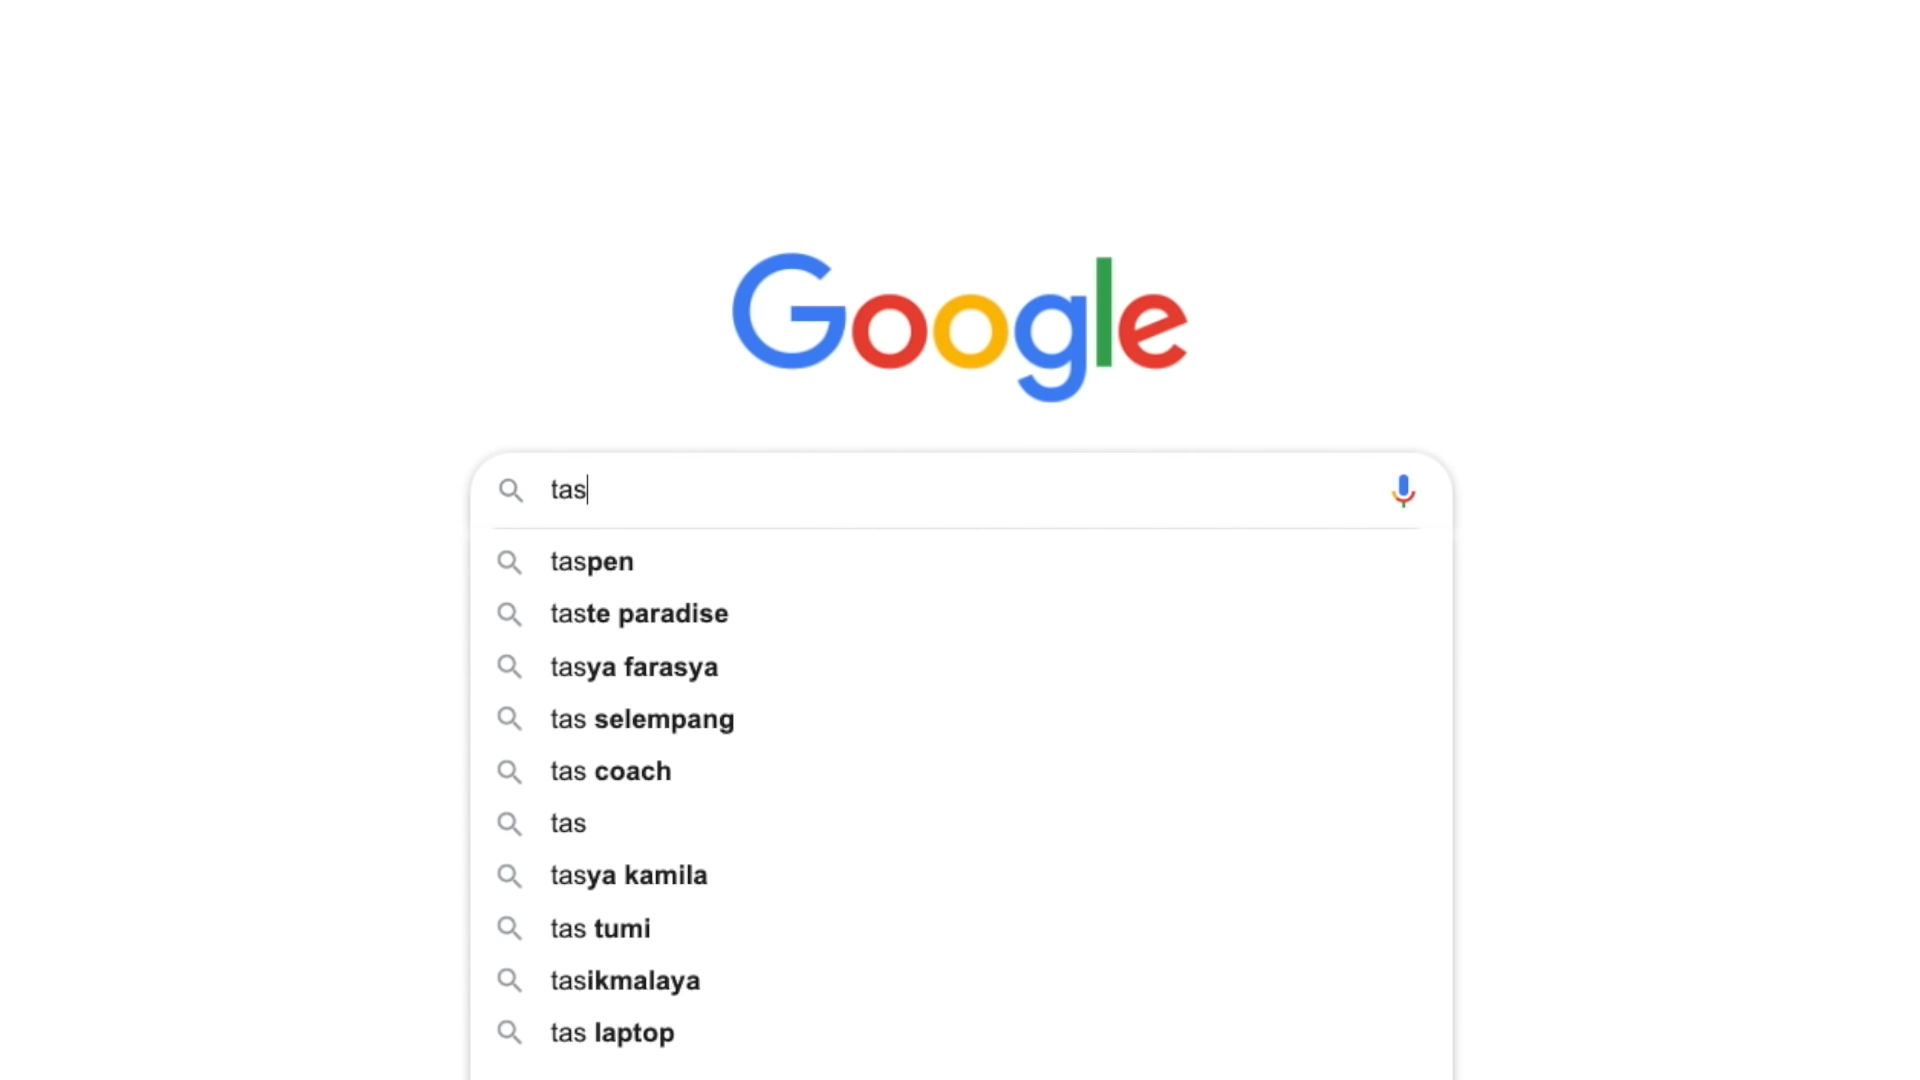 Google
tas
taspen
taste paradise
tasya farasya
tas selempang
tas coach
tas
tasya kamila
tas tumi
tasikmalaya
tas laptop